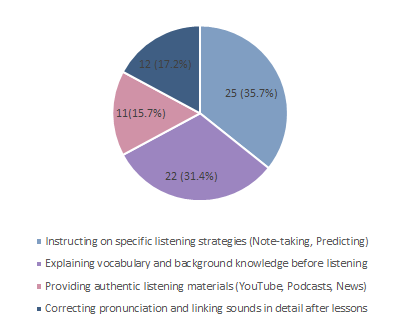 12 (17.2%)
25 (35.7%)
11(15.7%)
22 (31.4%)
Instructing on specific listening strategies (Note-taking, Predicting)
Explaining vocabulary and background knowledge before listening
Providing authentic listening materials (YouTube, Podcasts, News)
Correcting pronunciation and linking sounds in detail after lessons